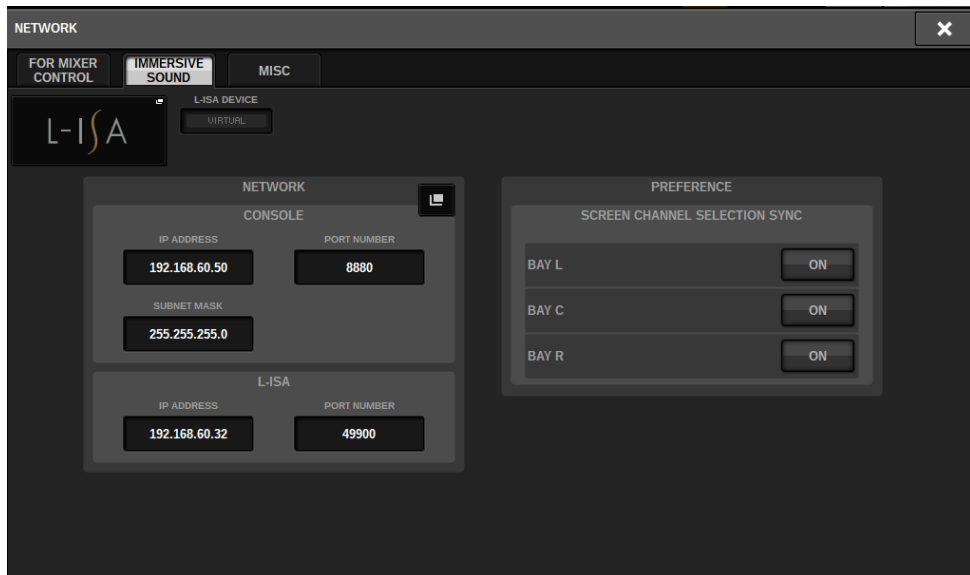 NETWORK
FOR MIXER
CONTROL
IMMERSIVE
SOUND
MISC
L-ISA
L-ISA DEVICE
VIRTUAL
NETWORK
CONSOLE
IP ADDRESS
PORT NUMBER
192.168.60.50
8880
SUBNET MASK
255.255.255.0
L-ISA
IP ADDRESS
PORT NUMBER
192.168.60.32
49900
PREFERENCE
SCREEN CHANNEL SELECTION SYNC
BAY L
ON
BAY C
ON
BAY R
ON